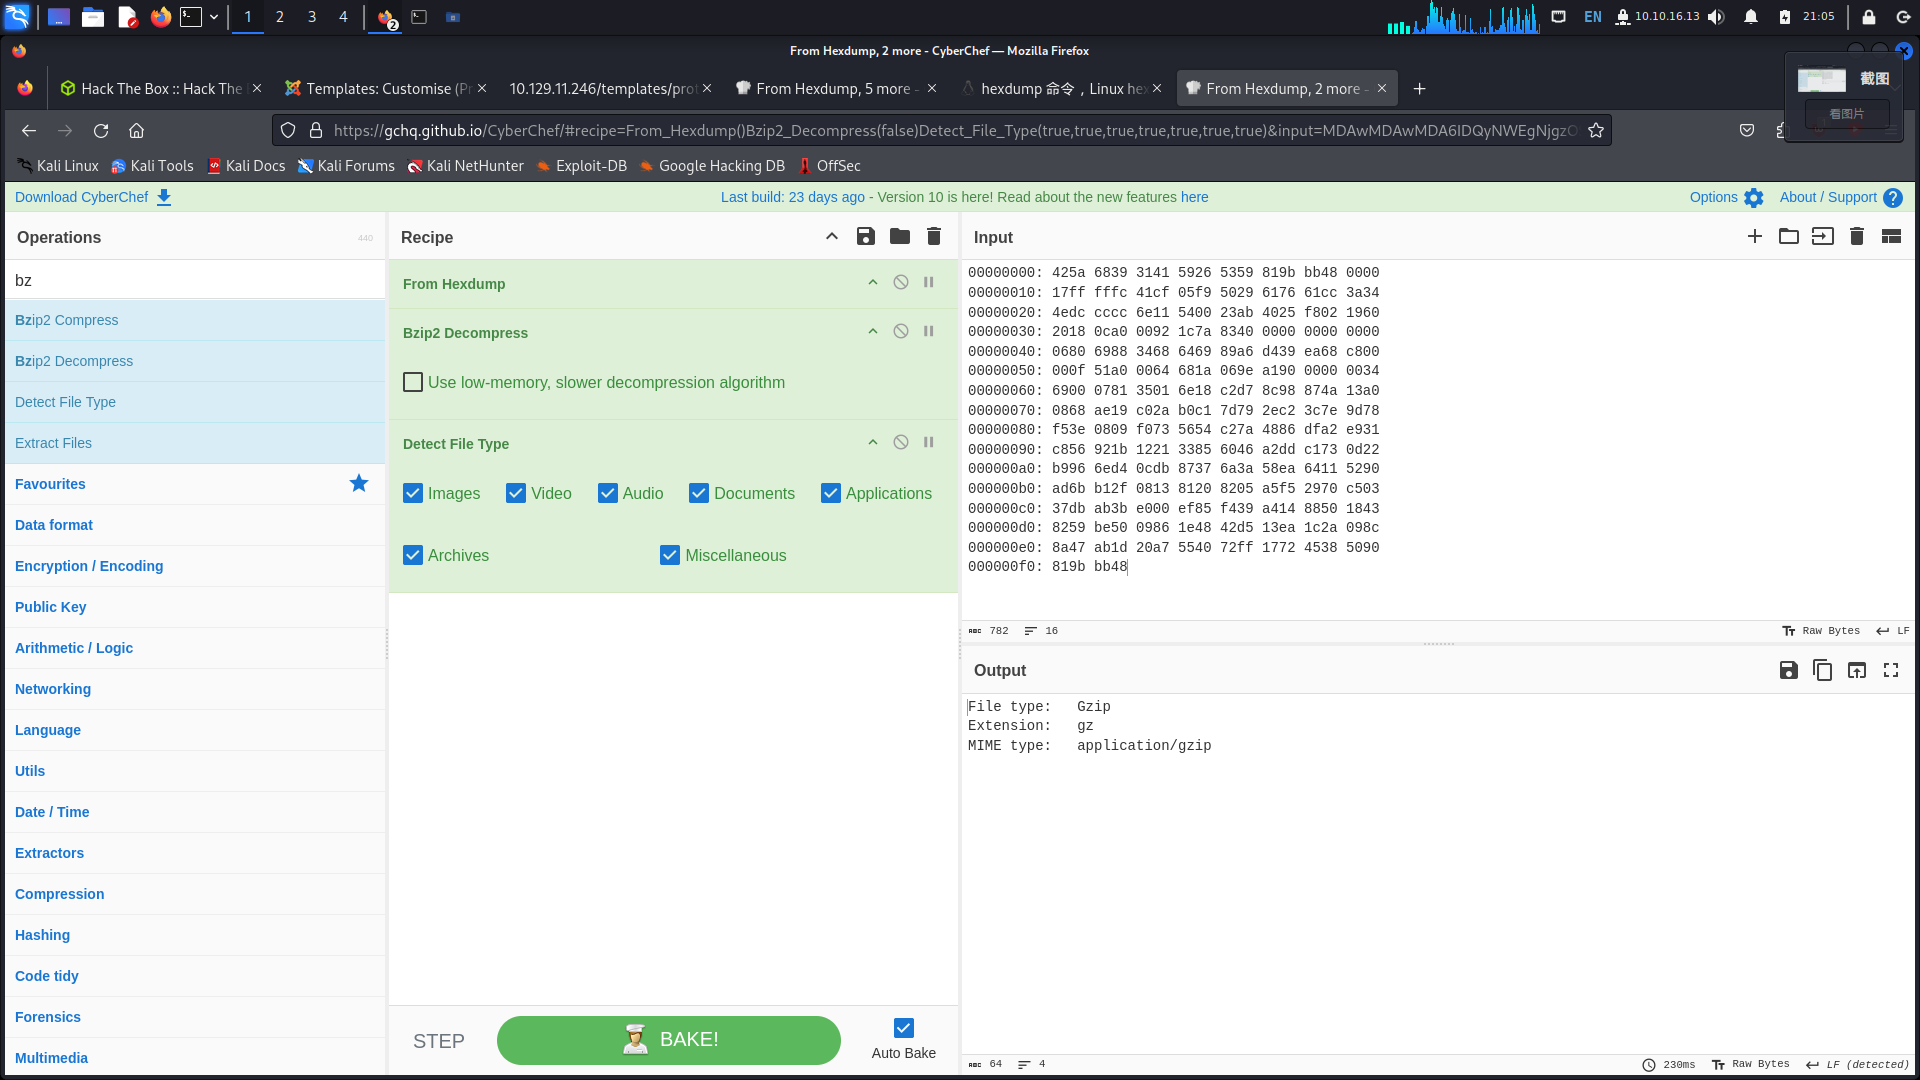 1 2 3 4 2 EN 10.10.16.13 21:05
From Hexdump, 2 more - CyberChef — Mozilla Firefox
Hack The Box :: Hack The Templates: Customise (Pr 10.129.11.246/templates/prot From Hexdump, 5 more - hexdump 命令，Linux hex From Hexdump, 2 more -
截图
看图片
https://gchq.github.io/CyberChef/#recipe=From_Hexdump()Bzip2_Decompress(false)Detect_File_Type(true,true,true,true,true,true,true)&input=MDAwMDAwMDA6IDQyNWEgNjgzO
Kali Linux Kali Tools Kali Docs Kali Forums Kali NetHunter Exploit-DB Google Hacking DB OffSec
Download CyberChef Last build: 23 days ago - Version 10 is here! Read about the new features here Options About / Support
Operations 440
bz
Bzip2 Compress
Bzip2 Decompress
Detect File Type
Extract Files
Favourites
Data format
Encryption / Encoding
Public Key
Arithmetic / Logic
Networking
Language
Utils
Date / Time
Extractors
Compression
Hashing
Code tidy
Forensics
Multimedia
Recipe
From Hexdump
Bzip2 Decompress
Use low-memory, slower decompression algorithm
Detect File Type
Images Video Audio Documents Applications
Archives Miscellaneous
STEP BAKE! Auto Bake
Input
00000000: 425a 6839 3141 5926 5359 819b bb48 0000
00000010: 17ff fffc 41cf 05f9 5029 6176 61cc 3a34
00000020: 4edc cccc 6e11 5400 23ab 4025 f802 1960
00000030: 2018 0ca0 0092 1c7a 8340 0000 0000 0000
00000040: 0680 6988 3468 6469 89a6 d439 ea68 c800
00000050: 000f 51a0 0064 681a 069e a190 0000 0034
00000060: 6900 0781 3501 6e18 c2d7 8c98 874a 13a0
00000070: 0868 ae19 c02a b0c1 7d79 2ec2 3c7e 9d78
00000080: f53e 0809 f073 5654 c27a 4886 dfa2 e931
00000090: c856 921b 1221 3385 6046 a2dd c173 0d22
000000a0: b996 6ed4 0cdb 8737 6a3a 58ea 6411 5290
000000b0: ad6b b12f 0813 8120 8205 a5f5 2970 c503
000000c0: 37db ab3b e000 ef85 f439 a414 8850 1843
000000d0: 8259 be50 0986 1e48 42d5 13ea 1c2a 098c
000000e0: 8a47 ab1d 20a7 5540 72ff 1772 4538 5090
000000f0: 819b bb48
ABC 782 16 Raw Bytes LF
Output
File type: Gzip
Extension: gz
MIME type: application/gzip
ABC 64 4 230ms Raw Bytes LF (detected)